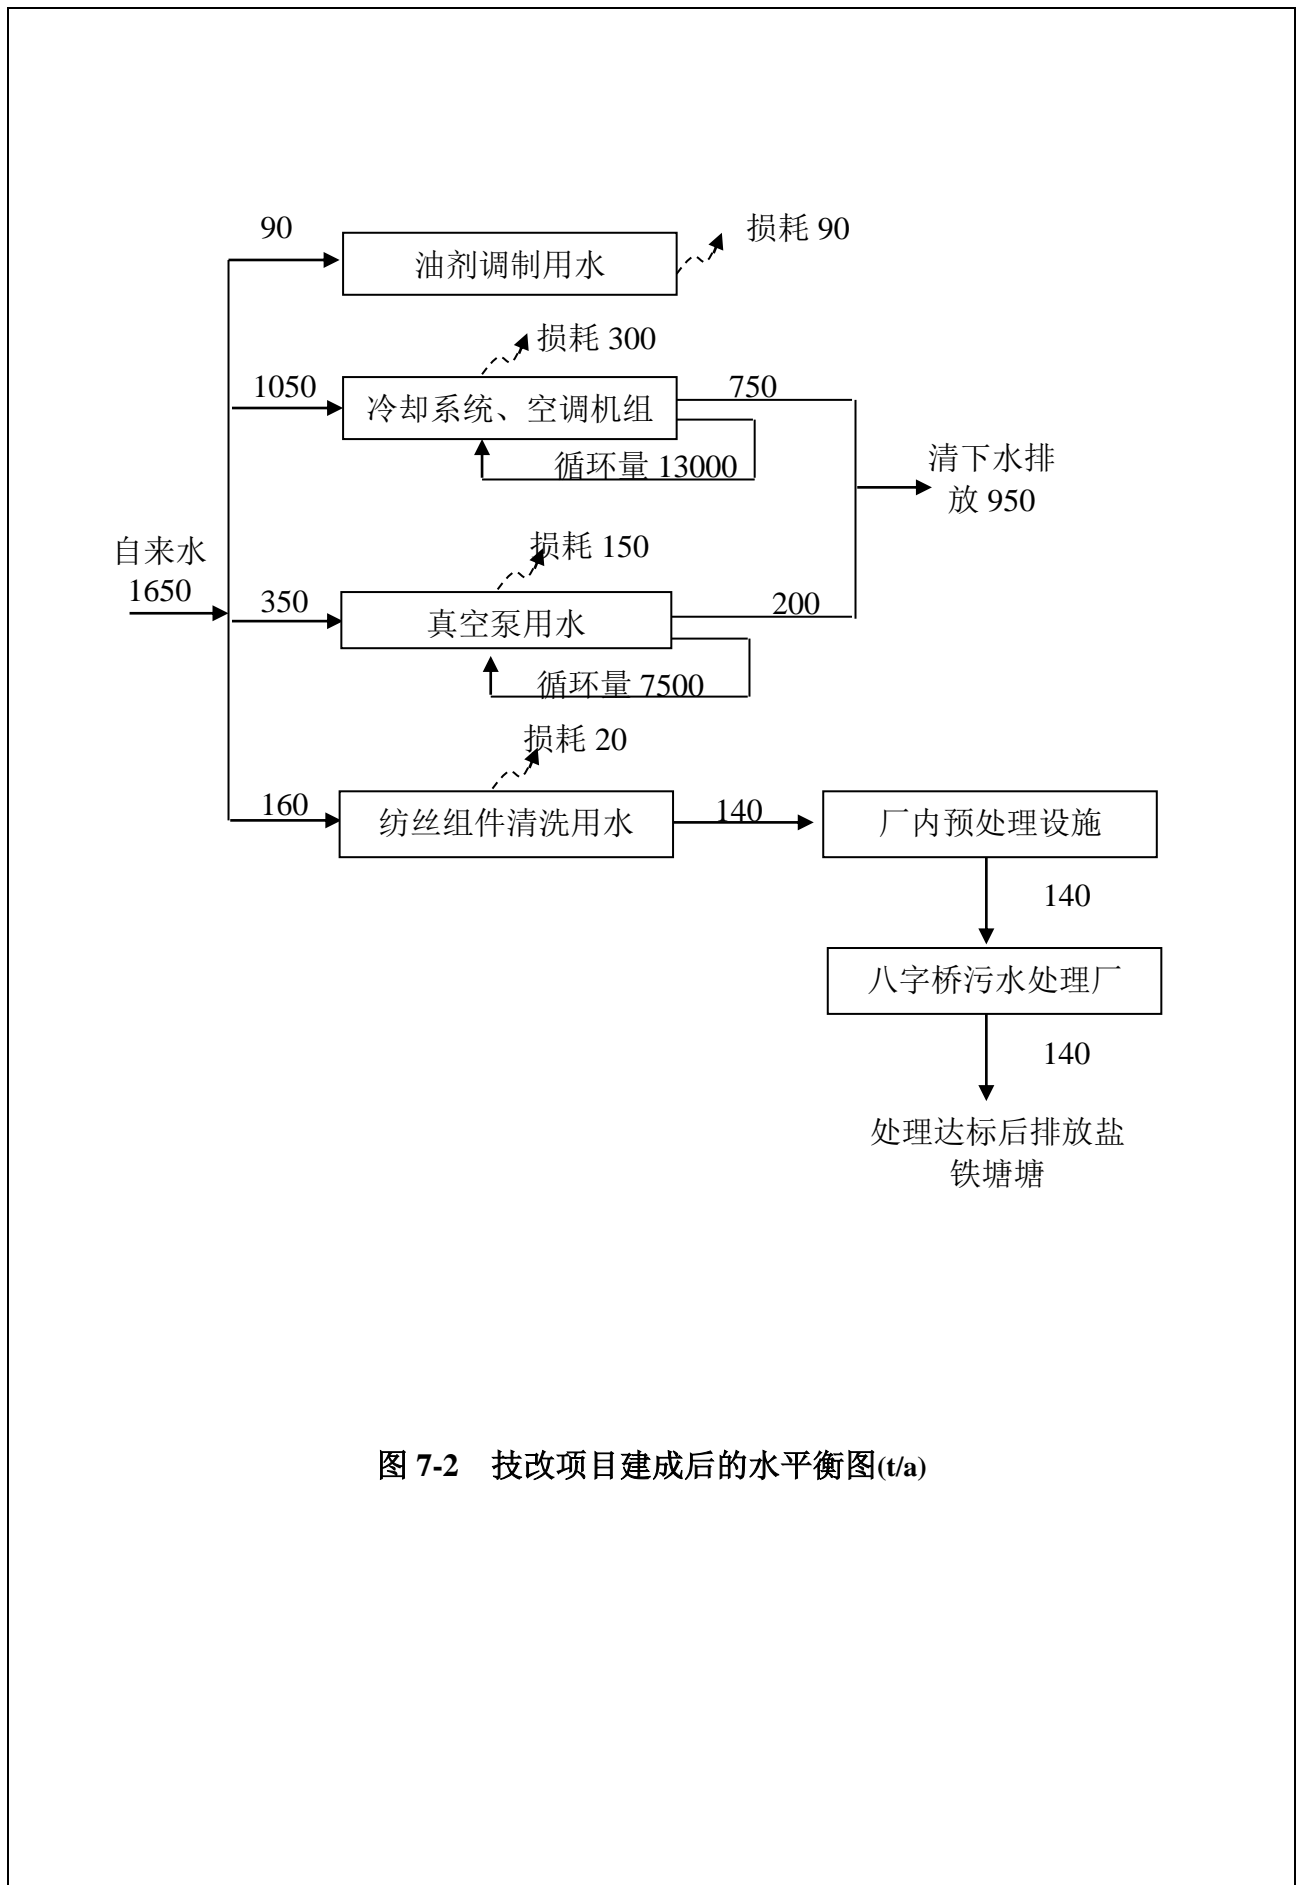 90
损耗 90
油剂调制用水
损耗 300
1050
750
冷却系统、空调机组
循环量 13000
清下水排
放 950
自来水
1650
损耗 150
350
200
真空泵用水
循环量 7500
损耗 20
160
140
纺丝组件清洗用水
厂内预处理设施
140
八字桥污水处理厂
140
处理达标后排放盐
铁塘塘
图 7-2 技改项目建成后的水平衡图(t/a)